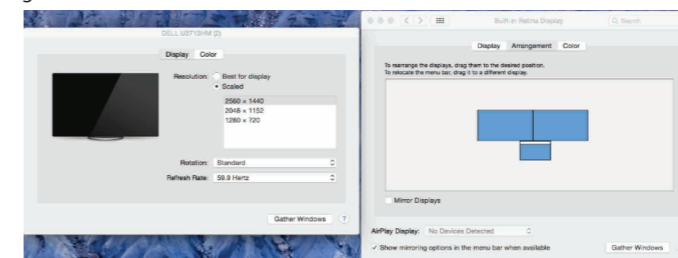 DELL U2713HM (2)
Display Color
Resolution: Best for display
Scaled
2560 × 1440
2048 × 1152
1280 × 720
Rotation: Standard
Refresh Rate: 59.9 Hertz
Gather Windows ?
Built-in Retina Display
Search
Display Arrangement Color
To rearrange the displays, drag them to the desired position.
To relocate the menu bar, drag it to a different display.
Mirror Displays
AirPlay Display: No Devices Detected
Show mirroring options in the menu bar when available
Gather Windows